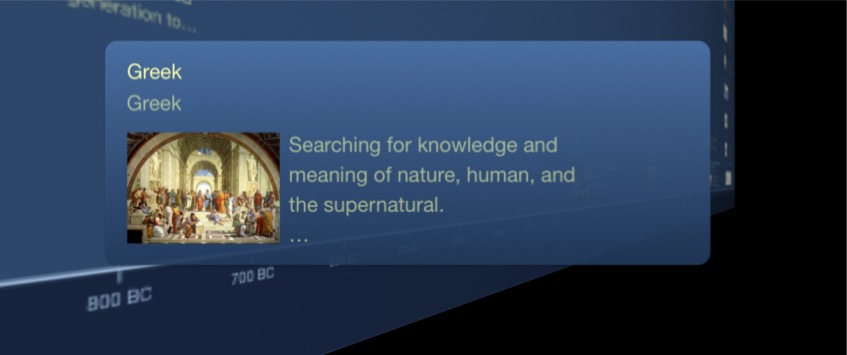 generation to...
Greek
Greek
Searching for knowledge and
meaning of nature, human, and
the supernatural.
...
800 BC
700 BC